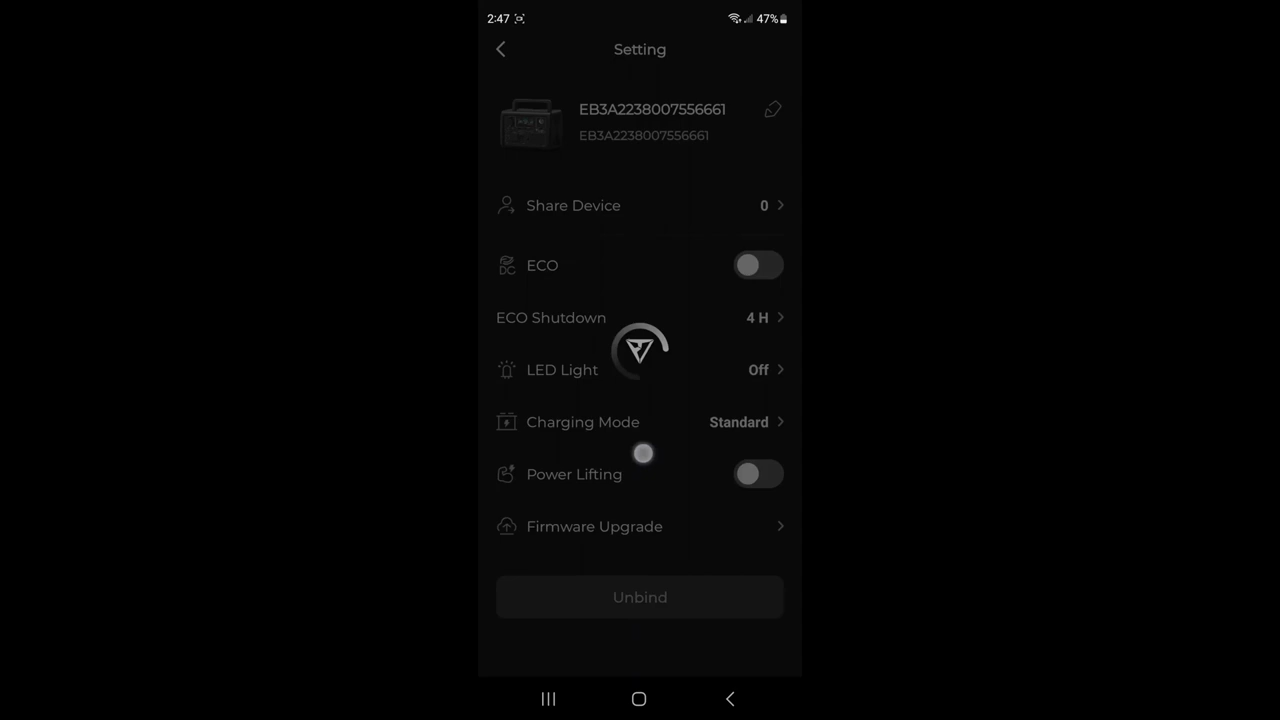 2:47 47%
Setting
EB3A2238007556661
EB3A2238007556661
Share Device 0
DC ECO
ECO Shutdown 4 H
LED Light Off
Charging Mode Standard
Power Lifting
Firmware Upgrade
Unbind